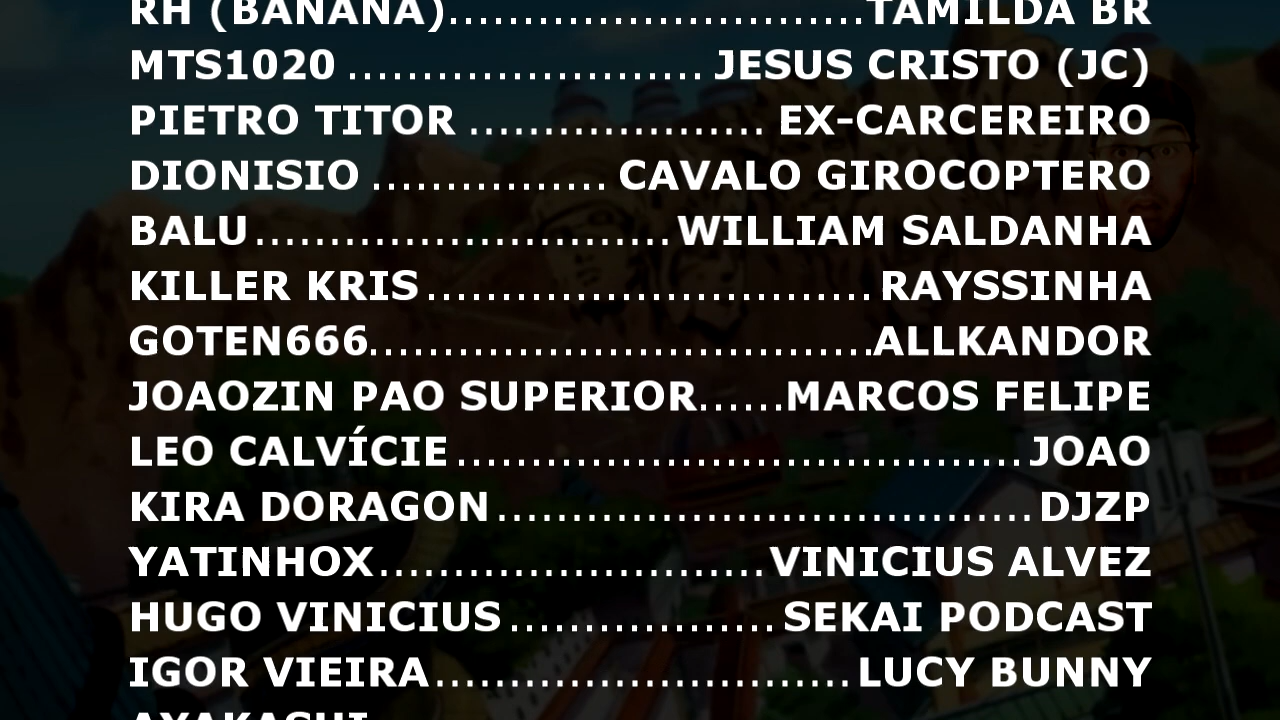 RH (BANANA)............................TAMILDA BR
MTS1020 ........................ JESUS CRISTO (JC)
PIETRO TITOR .................... EX-CARCEREIRO
DIONISIO ................ CAVALO GIROCOPTERO
BALU............................WILLIAM SALDANHA
KILLER KRIS..............................RAYSSINHA
GOTEN666..................................ALLKANDOR
JOAOZIN PAO SUPERIOR......MARCOS FELIPE
LEO CALVÍCIE......................................JOAO
KIRA DORAGON....................................DJZP
YATINHOX..........................VINICIUS ALVEZ
HUGO VINICIUS..................SEKAI PODCAST
IGOR VIEIRA............................LUCY BUNNY
AYAKASHI